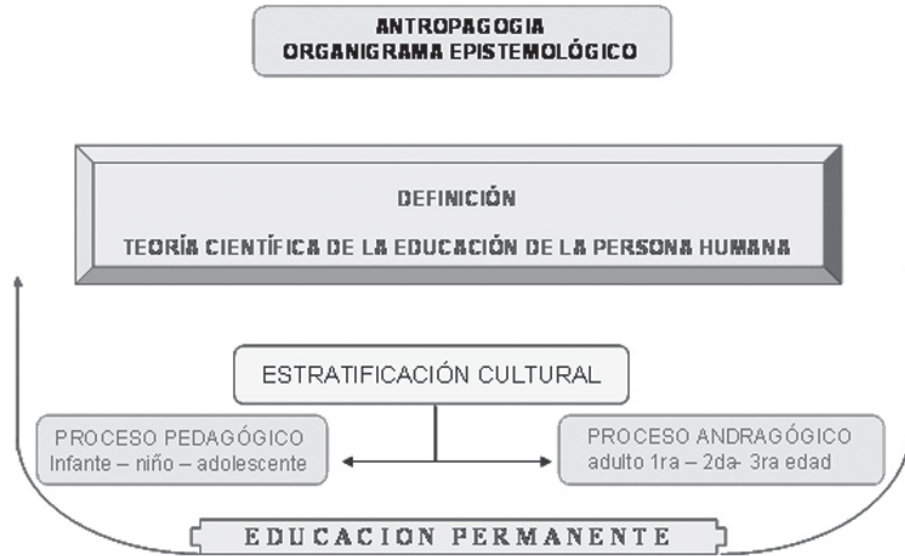 ANTROPAGOGIA
ORGANIGRAMA EPISTEMOLÓGICO
DEFINICIÓN
TEORÍA CIENTÍFICA DE LA EDUCACIÓN DE LA PERSONA HUMANA
ESTRATIFICACIÓN CULTURAL
PROCESO PEDAGÓGICO
Infante – niño – adolescente
PROCESO ANDRAGÓGICO
adulto 1ra – 2da- 3ra edad
EDUCACION PERMANENTE